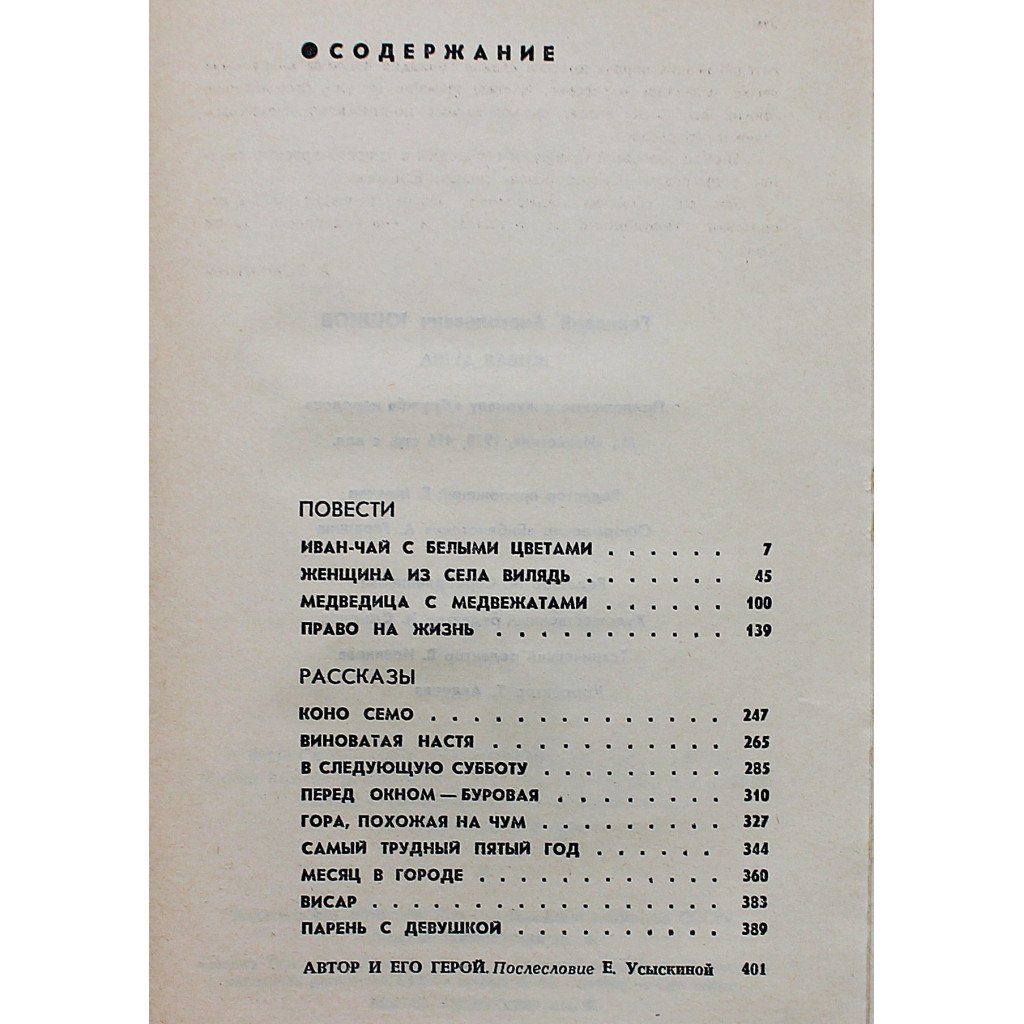 СОДЕРЖАНИЕ
ПОВЕСТИ
ИВАН-ЧАЙ С БЕЛЫМИ ЦВЕТАМИ . . . . . . 7
ЖЕНЩИНА ИЗ СЕЛА ВИЛЯДЬ . . . . . . . 45
МЕДВЕДИЦА С МЕДВЕЖАТАМИ . . . . . . 100
ПРАВО НА ЖИЗНЬ . . . . . . . . . . . 139
РАССКАЗЫ
КОНО СЕМО . . . . . . . . . . . . . . 247
ВИНОВАТАЯ НАСТЯ . . . . . . . . . . . 265
В СЛЕДУЮЩУЮ СУББОТУ . . . . . . . . . 285
ПЕРЕД ОКНОМ — БУРОВАЯ . . . . . . . . 310
ГОРА, ПОХОЖАЯ НА ЧУМ . . . . . . . . . 327
САМЫЙ ТРУДНЫЙ ПЯТЫЙ ГОД . . . . . . 344
МЕСЯЦ В ГОРОДЕ . . . . . . . . . . . . 360
ВИСАР . . . . . . . . . . . . . . . . . 383
ПАРЕНЬ С ДЕВУШКОЙ . . . . . . . . . . 389
АВТОР И ЕГО ГЕРОЙ. Послесловие Е. Усыскиной 401